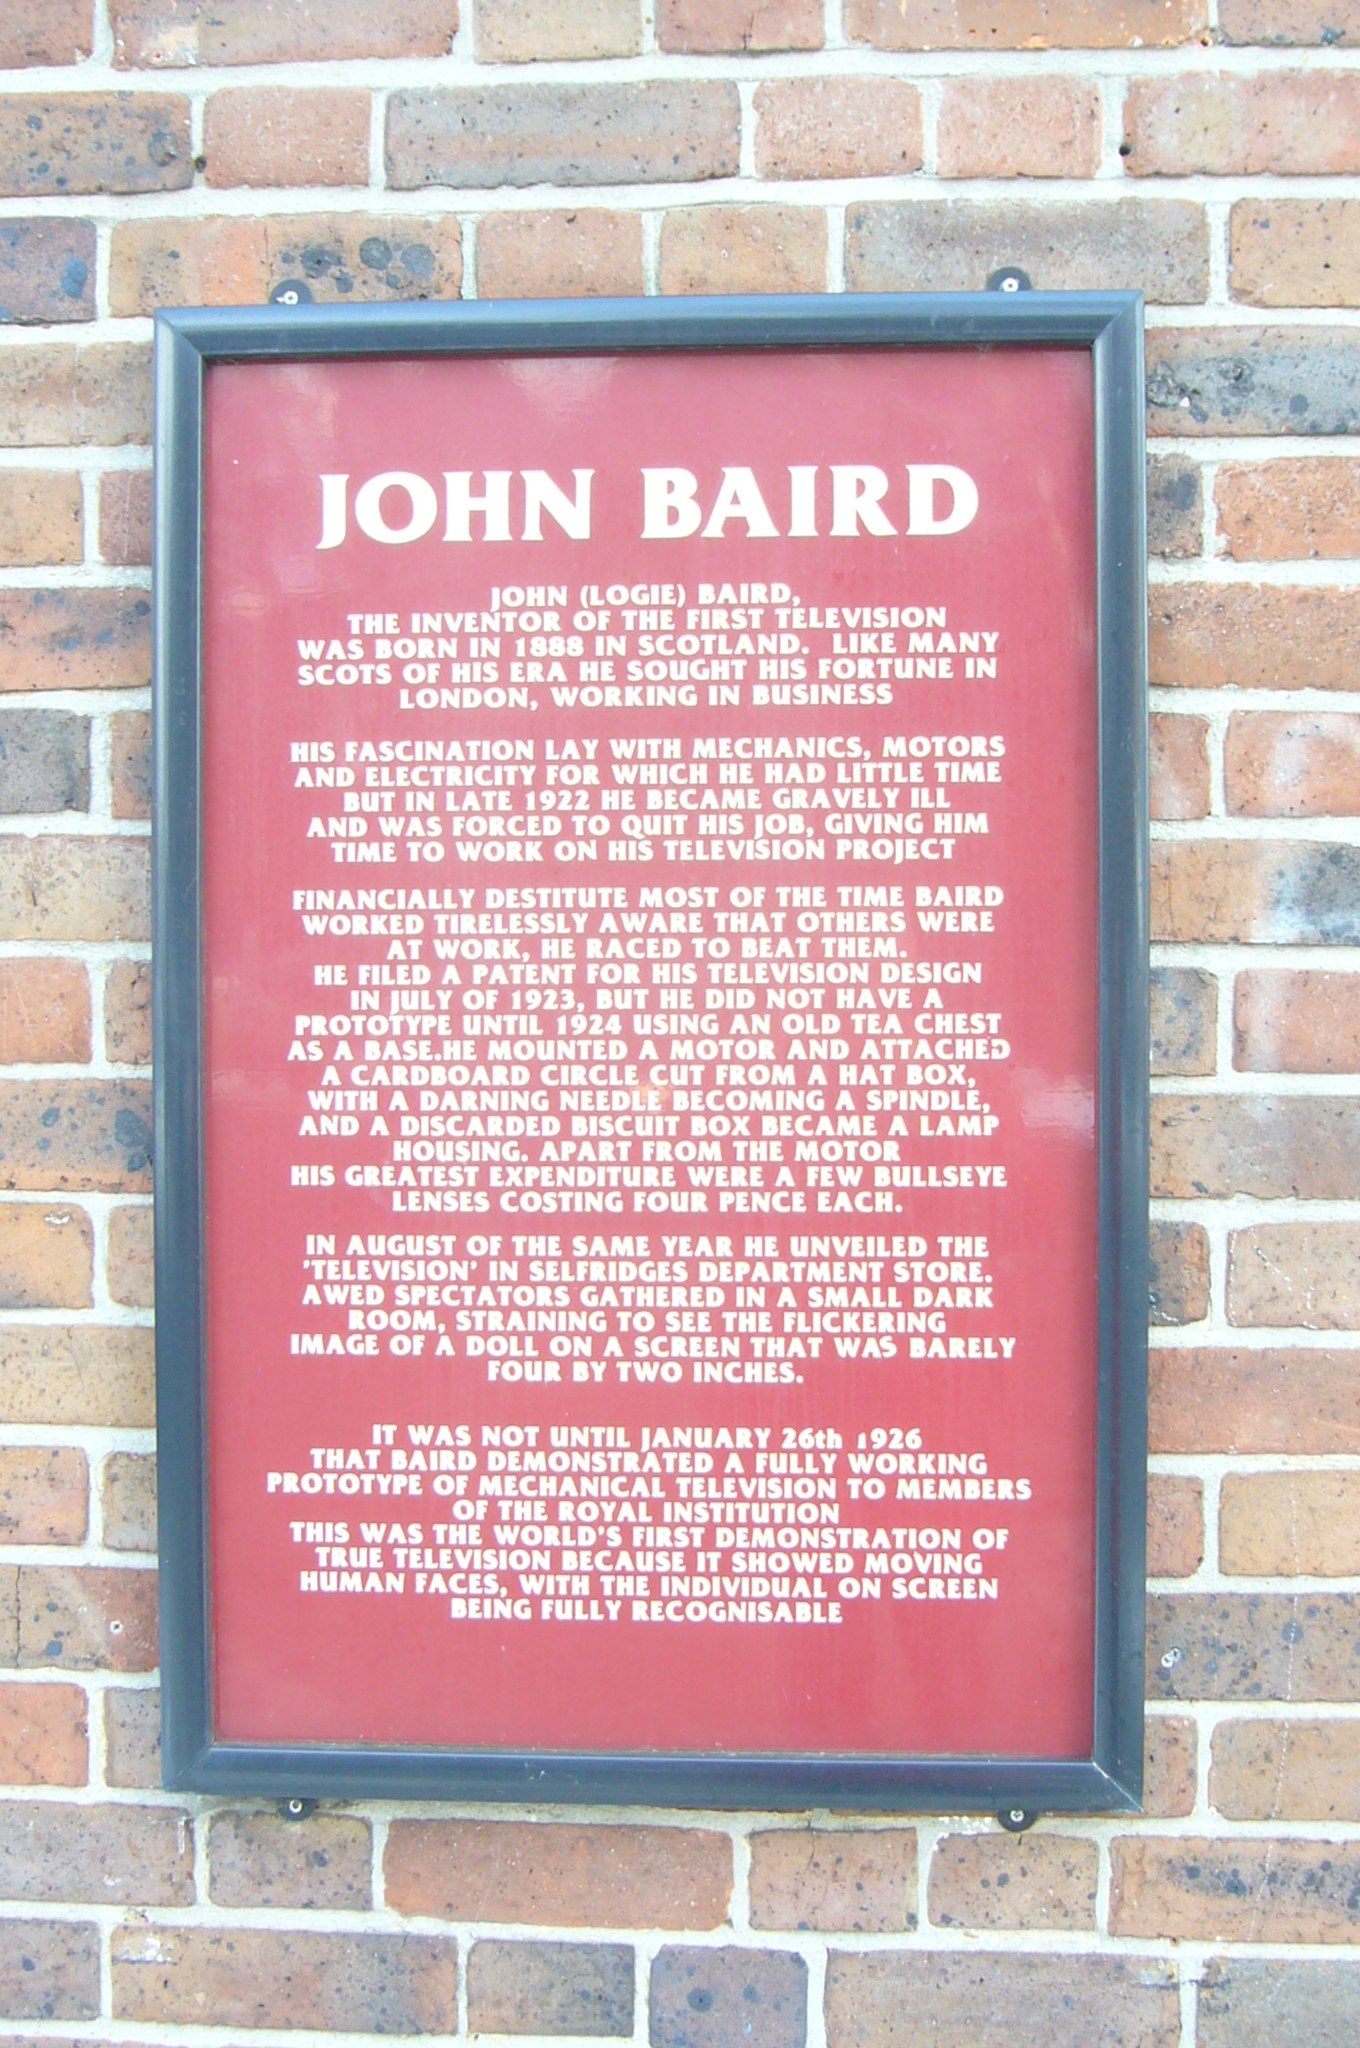 JOHN BAIRD
JOHN (LOGIE) BAIRD,
THE INVENTOR OF THE FIRST TELEVISION
WAS BORN IN 1888 IN SCOTLAND. LIKE MANY
SCOTS OF HIS ERA HE SOUGHT HIS FORTUNE IN
LONDON, WORKING IN BUSINESS
HIS FASCINATION LAY WITH MECHANICS, MOTORS
AND ELECTRICITY FOR WHICH HE HAD LITTLE TIME
BUT IN LATE 1922 HE BECAME GRAVELY ILL
AND WAS FORCED TO QUIT HIS JOB, GIVING HIM
TIME TO WORK ON HIS TELEVISION PROJECT
FINANCIALLY DESTITUTE MOST OF THE TIME BAIRD
WORKED TIRELESSLY AWARE THAT OTHERS WERE
AT WORK, HE RACED TO BEAT THEM.
HE FILED A PATENT FOR HIS TELEVISION DESIGN
IN JULY OF 1923, BUT HE DID NOT HAVE A
PROTOTYPE UNTIL 1924 USING AN OLD TEA CHEST
AS A BASE.HE MOUNTED A MOTOR AND ATTACHED
A CARDBOARD CIRCLE CUT FROM A HAT BOX,
WITH A DARNING NEEDLE BECOMING A SPINDLE,
AND A DISCARDED BISCUIT BOX BECAME A LAMP
HOUSING. APART FROM THE MOTOR
HIS GREATEST EXPENDITURE WERE A FEW BULLSEYE
LENSES COSTING FOUR PENCE EACH.
IN AUGUST OF THE SAME YEAR HE UNVEILED THE
'TELEVISION' IN SELFRIDGES DEPARTMENT STORE.
AWED SPECTATORS GATHERED IN A SMALL DARK
ROOM, STRAINING TO SEE THE FLICKERING
IMAGE OF A DOLL ON A SCREEN THAT WAS BARELY
FOUR BY TWO INCHES.
IT WAS NOT UNTIL JANUARY 26th 1926
THAT BAIRD DEMONSTRATED A FULLY WORKING
PROTOTYPE OF MECHANICAL TELEVISION TO MEMBERS
OF THE ROYAL INSTITUTION
THIS WAS THE WORLD'S FIRST DEMONSTRATION OF
TRUE TELEVISION BECAUSE IT SHOWED MOVING
HUMAN FACES, WITH THE INDIVIDUAL ON SCREEN
BEING FULLY RECOGNISABLE